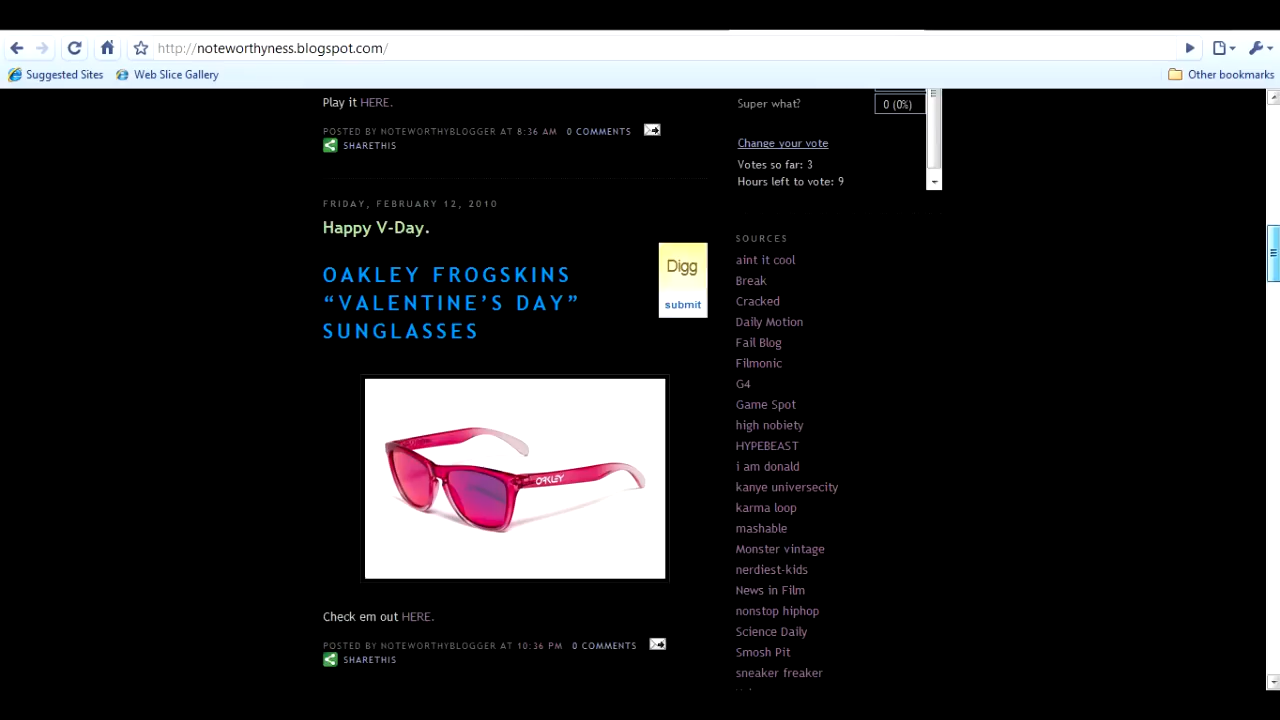 http://noteworthyness.blogspot.com/
Suggested Sites
Web Slice Gallery
Other bookmarks
Play it HERE.
POSTED BY NOTEWORTHYBLOGGER AT 8:36 AM 0 COMMENTS
SHARETHIS
FRIDAY, FEBRUARY 12, 2010
Happy V-Day.
OAKLEY FROGSKINS
“VALENTINE’S DAY”
SUNGLASSES
Digg
submit
OAKLEY
Check em out HERE.
POSTED BY NOTEWORTHYBLOGGER AT 10:36 PM 0 COMMENTS
SHARETHIS
Super what?
0 (0%)
Change your vote
Votes so far: 3
Hours left to vote: 9
SOURCES
aint it cool
Break
Cracked
Daily Motion
Fail Blog
Filmonic
G4
Game Spot
high nobiety
HYPEBEAST
i am donald
kanye universecity
karma loop
mashable
Monster vintage
nerdiest-kids
News in Film
nonstop hiphop
Science Daily
Smosh Pit
sneaker freaker